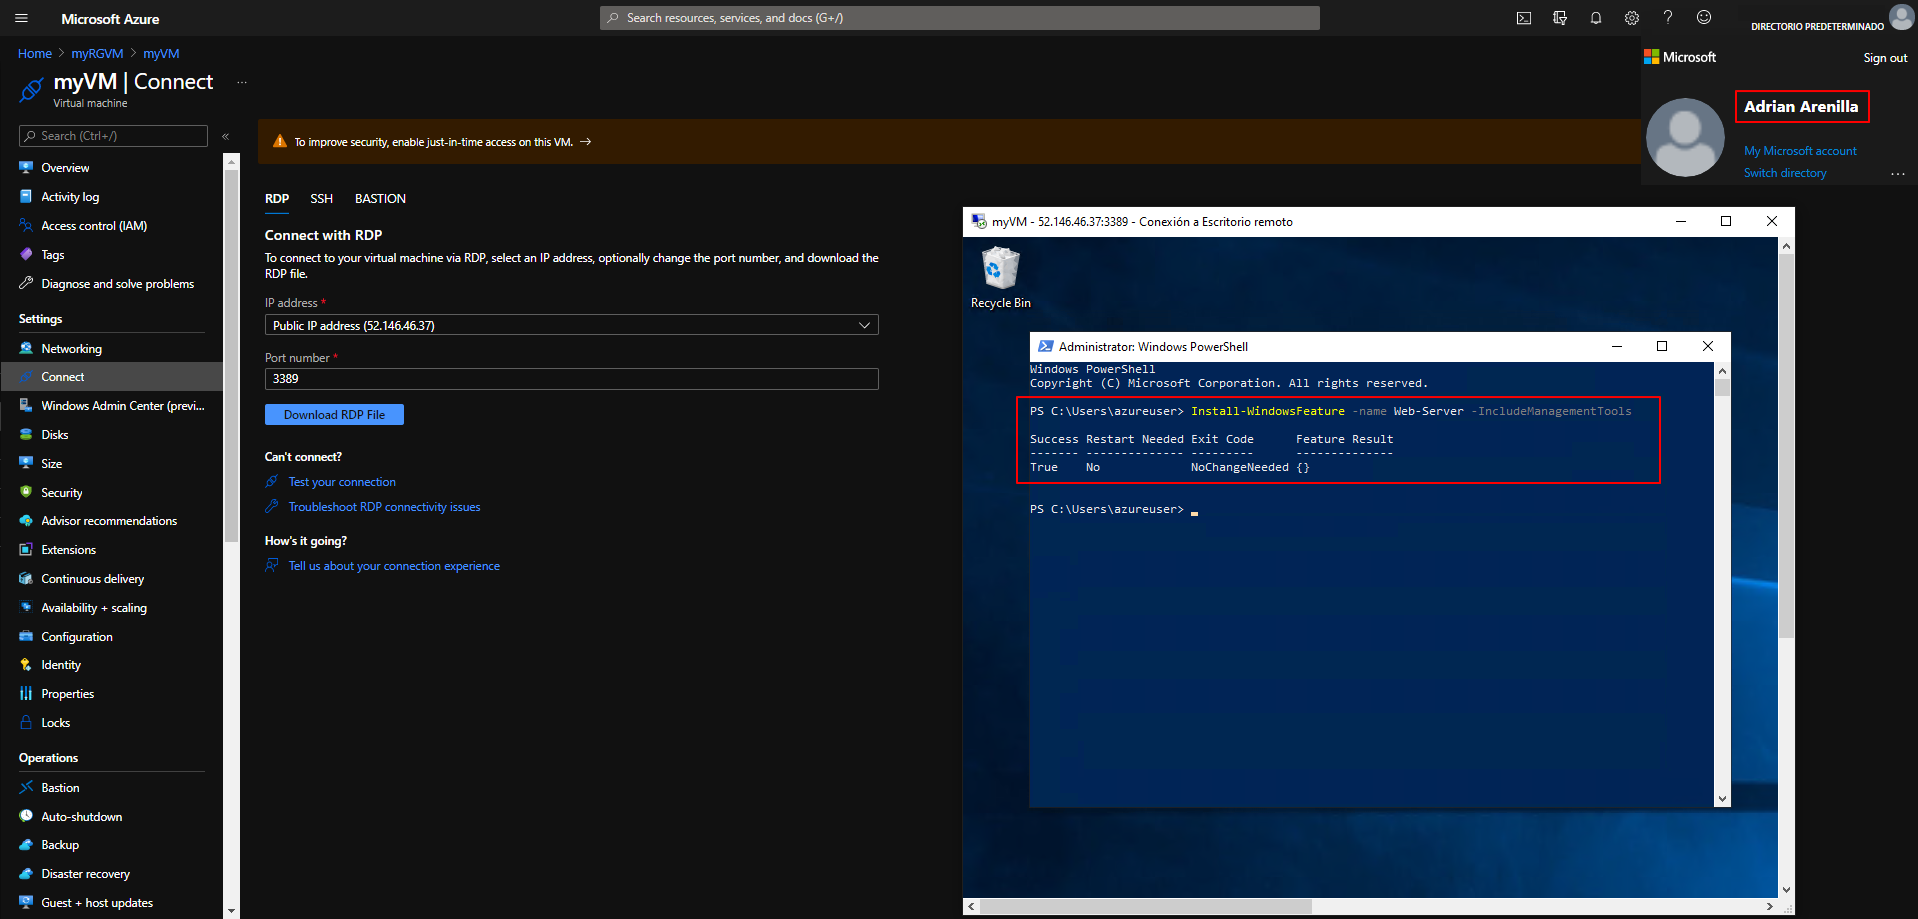 Microsoft Azure
Search resources, services, and docs (G+/)
DIRECTORIO PREDETERMINADO
Home > myRGVM > myVM
myVM | Connect
...
Virtual machine
Search (Ctrl+/)
«
Overview
Activity log
Access control (IAM)
Tags
Diagnose and solve problems
Settings
Networking
Connect
Windows Admin Center (previ...
Disks
Size
Security
Advisor recommendations
Extensions
Continuous delivery
Availability + scaling
Configuration
Identity
Properties
Locks
Operations
Bastion
Auto-shutdown
Backup
Disaster recovery
Guest + host updates
To improve security, enable just-in-time access on this VM. →
RDP SSH BASTION
Connect with RDP
To connect to your virtual machine via RDP, select an IP address, optionally change the port number, and download the
RDP file.
IP address *
Public IP address (52.146.46.37)
Port number *
3389
Download RDP File
Can't connect?
Test your connection
Troubleshoot RDP connectivity issues
How's it going?
Tell us about your connection experience
Microsoft
Sign out
Adrian Arenilla
My Microsoft account
Switch directory
...
myVM - 52.146.46.37:3389 - Conexión a Escritorio remoto
Recycle Bin
Administrator: Windows PowerShell
Windows PowerShell
Copyright (C) Microsoft Corporation. All rights reserved.
PS C:\Users\azureuser> Install-WindowsFeature -name Web-Server -IncludeManagementTools
Success Restart Needed Exit Code      Feature Result
------- -------------- ---------      --------------
True    No             NoChangeNeeded {}
PS C:\Users\azureuser> _